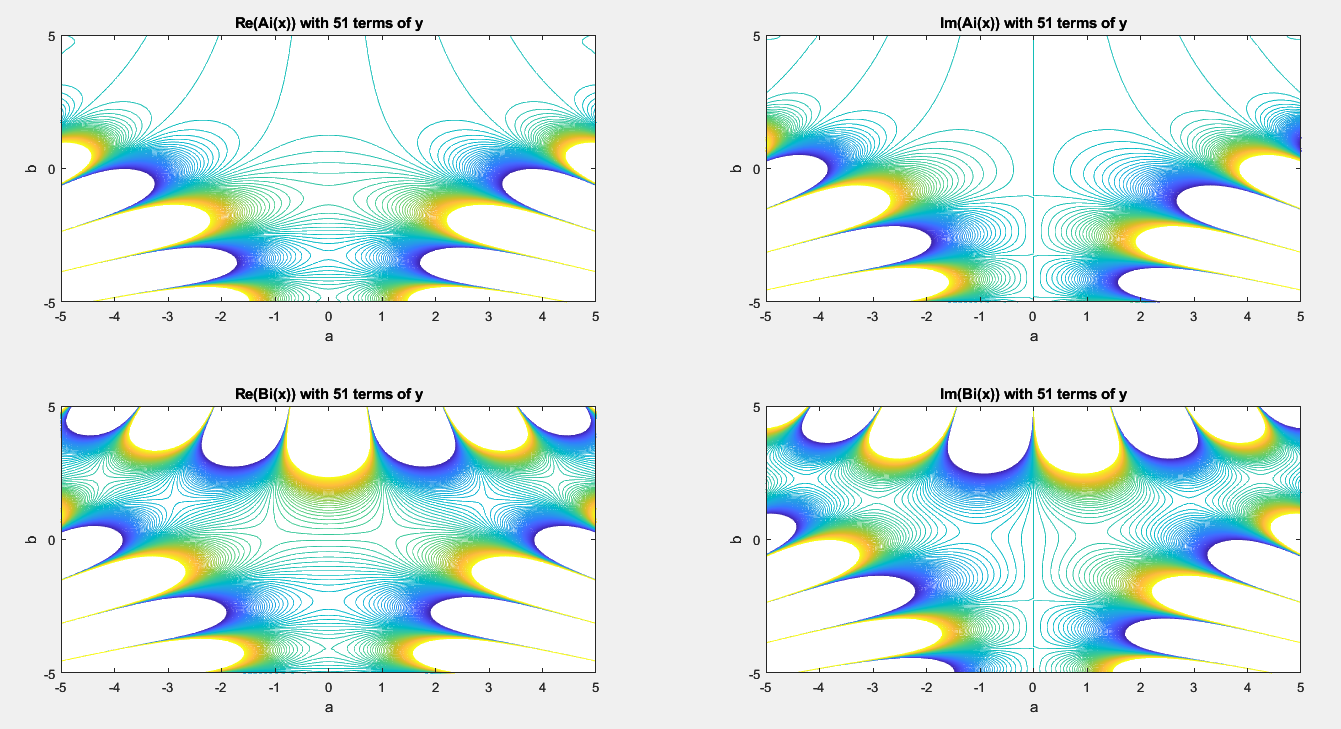 Re(Ai(x)) with 51 terms of y
5
0
-5
b
-5 -4 -3 -2 -1 0 1 2 3 4 5
a
Im(Ai(x)) with 51 terms of y
5
0
-5
b
-5 -4 -3 -2 -1 0 1 2 3 4 5
a
Re(Bi(x)) with 51 terms of y
5
0
-5
b
-5 -4 -3 -2 -1 0 1 2 3 4 5
a
Im(Bi(x)) with 51 terms of y
5
0
-5
b
-5 -4 -3 -2 -1 0 1 2 3 4 5
a